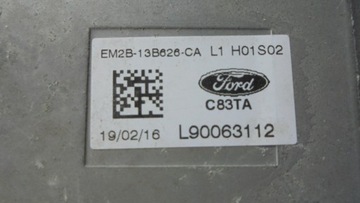 EM2B-13B626-CA L1 H01S02
Ford
C83TA
19/02/16 L90063112